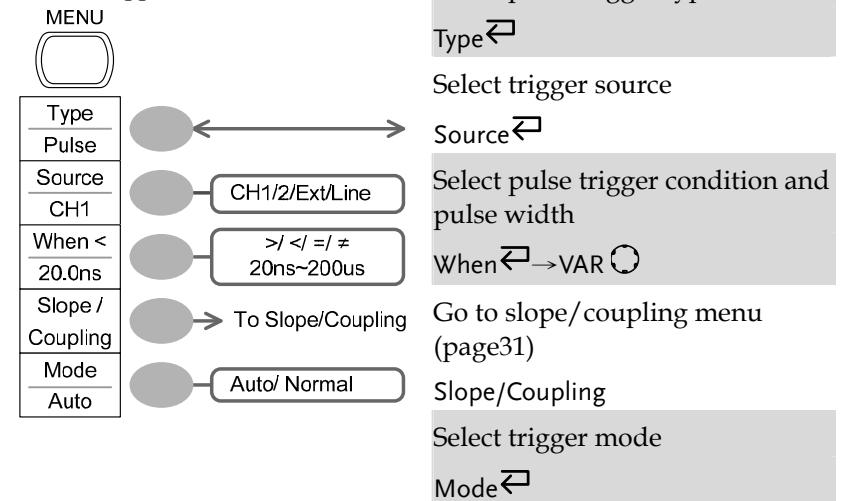 MENU
Type
Pulse
Source
CH1
CH1/2/Ext/Line
When <
20.0ns
>/ </ =/ ≠
20ns~200us
Slope /
Coupling
To Slope/Coupling
Mode
Auto
Auto/ Normal
Type
Select trigger source
Source
Select pulse trigger condition and
pulse width
When →VAR
Go to slope/coupling menu
(page31)
Slope/Coupling
Select trigger mode
Mode